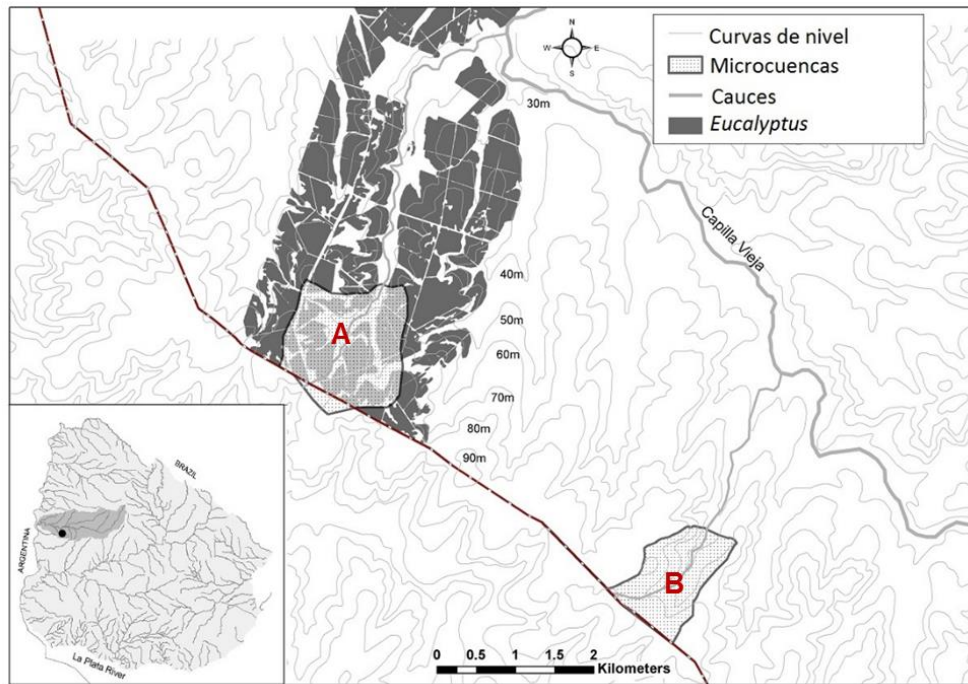 N
W E
S
Curvas de nivel
Microcuencas
Cauces
Eucalyptus
30m
Capilla Vieja
40m
50m
60m
70m
80m
90m
A
B
BRAZIL
ARGENTINA
La Plata River
0 0.5 1 1.5 2
Kilometers